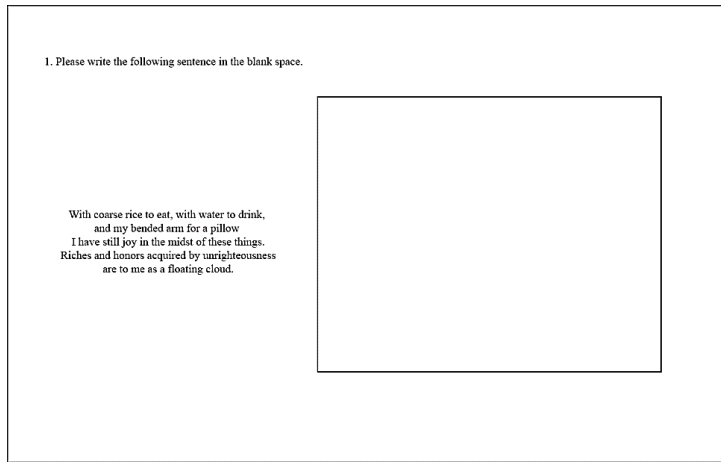 1. Please write the following sentence in the blank space.
With coarse rice to eat, with water to drink,
and my bended arm for a pillow
I have still joy in the midst of these things.
Riches and honors acquired by unrighteousness
are to me as a floating cloud.